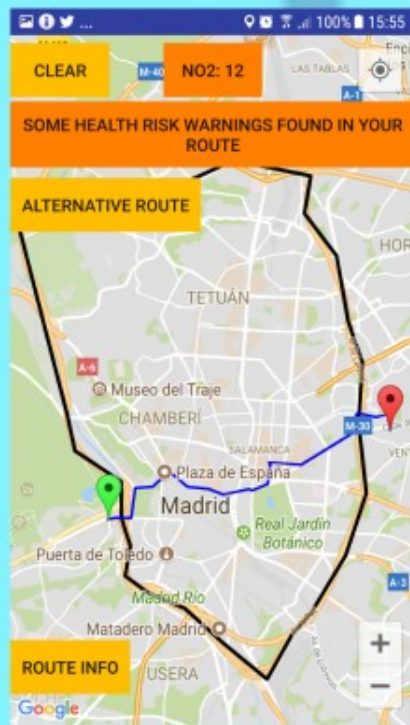 ... 100% 15:55
CLEAR
M-40
NO2: 12
LAS TABLAS
A-1
SOME HEALTH RISK WARNINGS FOUND IN YOUR
ROUTE
ALTERNATIVE ROUTE
HOR
TETUÁN
A-6
Museo del Traje
CHAMBERÍ
M-30
SALAMANCA
VENT
Plaza de España
Madrid
Real Jardín
Botánico
Puerta de Toledo
A-3
Madrid Río
Matadero Madrid
ROUTE INFO
USERA
+
−
Google